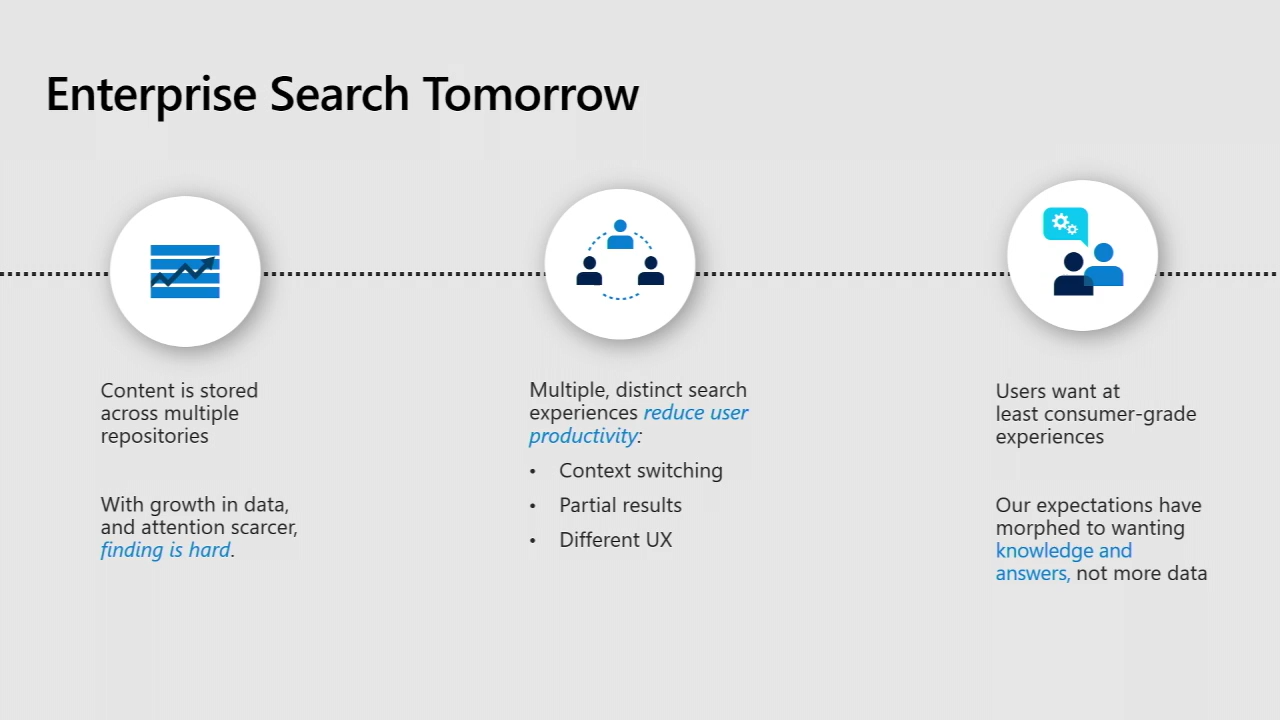 Enterprise Search Tomorrow
Content is stored
across multiple
repositories
With growth in data,
and attention scarcer,
finding is hard.
Multiple, distinct search
experiences reduce user
productivity:
• Context switching
• Partial results
• Different UX
Users want at
least consumer-grade
experiences
Our expectations have
morphed to wanting
knowledge and
answers, not more data